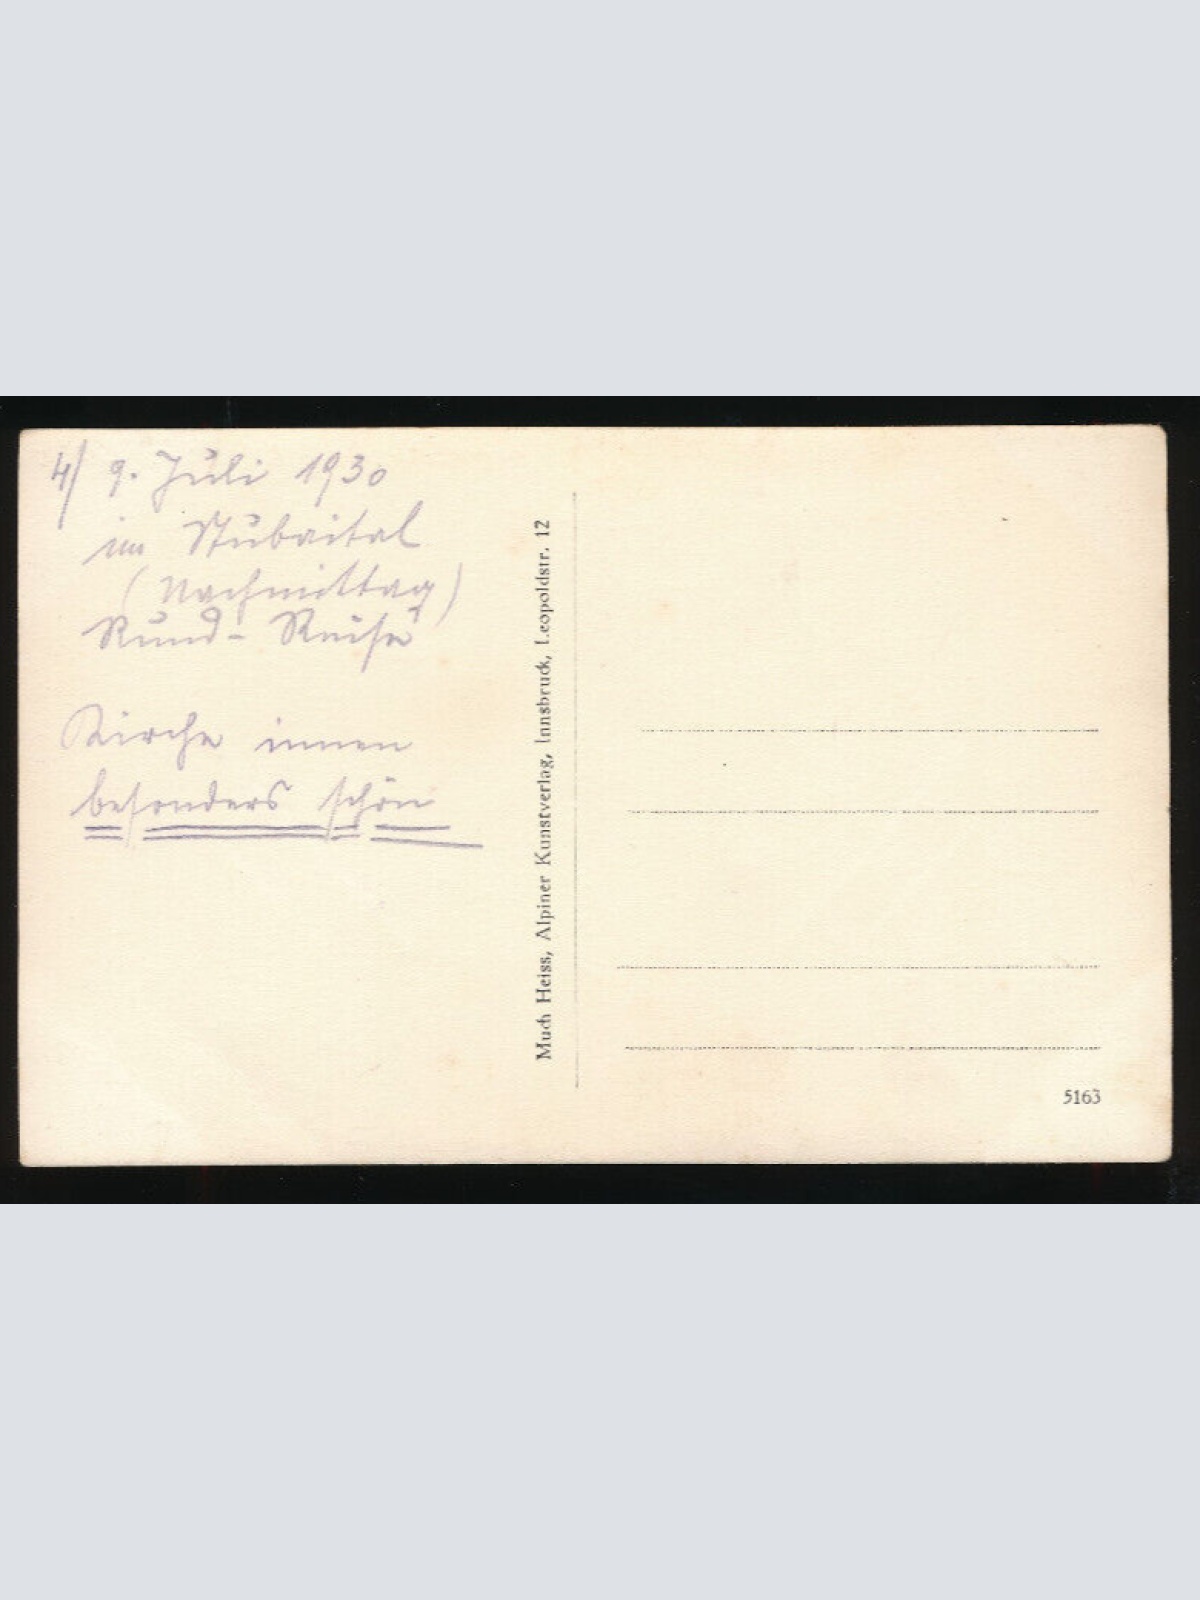 4/ 9. Juli 1930
im Stubaital
(Nachmittag)
Rund-Reise
Kirche innen
besonders schön
Much Heiss, Alpiner Kunstverlag, Innsbruck, Leopoldstr. 12
5163